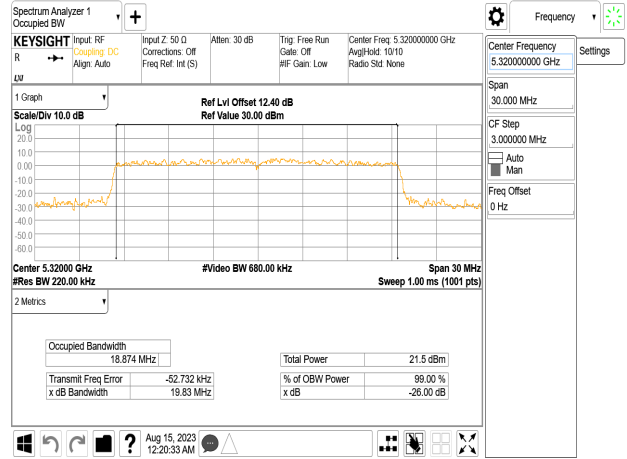 Spectrum Analyzer 1
Occupied BW
KEYSIGHT
R
Input: RF
Coupling: DC
Align: Auto
Input Z: 50 Ω
Corrections: Off
Freq Ref: Int (S)
Atten: 30 dB
Trig: Free Run
Gate: Off
#IF Gain: Low
Center Freq: 5.320000000 GHz
Avg|Hold: 10/10
Radio Std: None
1 Graph
Scale/Div 10.0 dB
Ref Lvl Offset 12.40 dB
Ref Value 30.00 dBm
Log
20.0
10.0
0.00
-10.0
-20.0
-30.0
-40.0
-50.0
-60.0
Center 5.32000 GHz
#Res BW 220.00 kHz
#Video BW 680.00 kHz
Span 30 MHz
Sweep 1.00 ms (1001 pts)
2 Metrics
Occupied Bandwidth
18.874 MHz
Transmit Freq Error -52.732 kHz
x dB Bandwidth 19.83 MHz
Total Power 21.5 dBm
% of OBW Power 99.00 %
x dB -26.00 dB
Aug 15, 2023
12:20:33 AM
Frequency
Settings
Center Frequency
5.320000000 GHz
Span
30.000 MHz
CF Step
3.000000 MHz
Auto
Man
Freq Offset
0 Hz